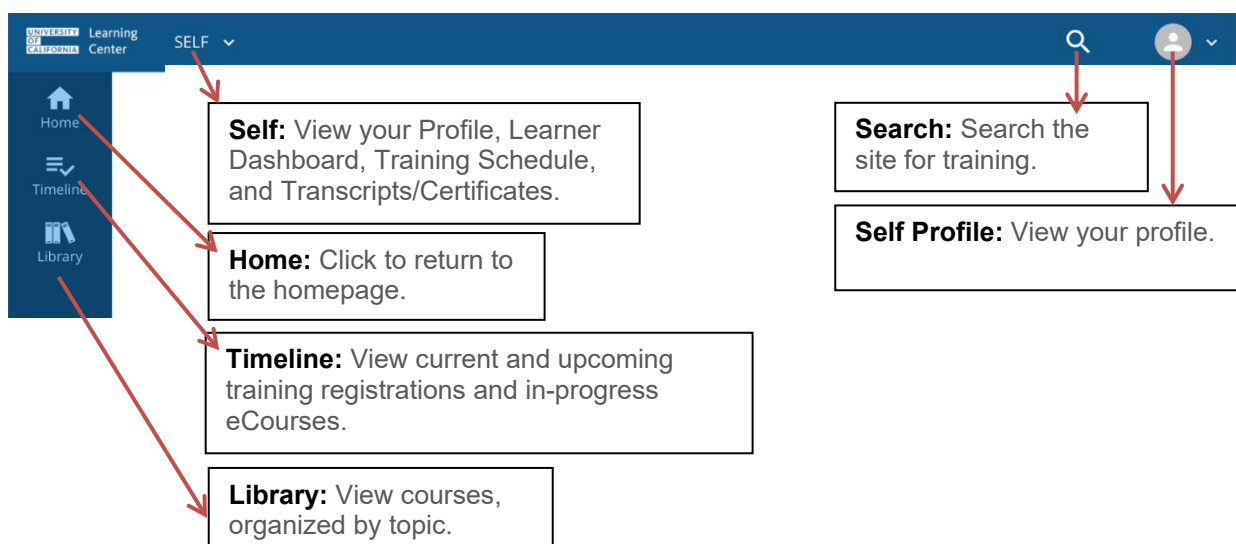 UNIVERSITY
OF
CALIFORNIA
Learning
Center
SELF
Home
Timeline
Library
Self: View your Profile, Learner
Dashboard, Training Schedule,
and Transcripts/Certificates.
Search: Search the
site for training.
Self Profile: View your profile.
Home: Click to return to
the homepage.
Timeline: View current and upcoming
training registrations and in-progress
eCourses.
Library: View courses,
organized by topic.